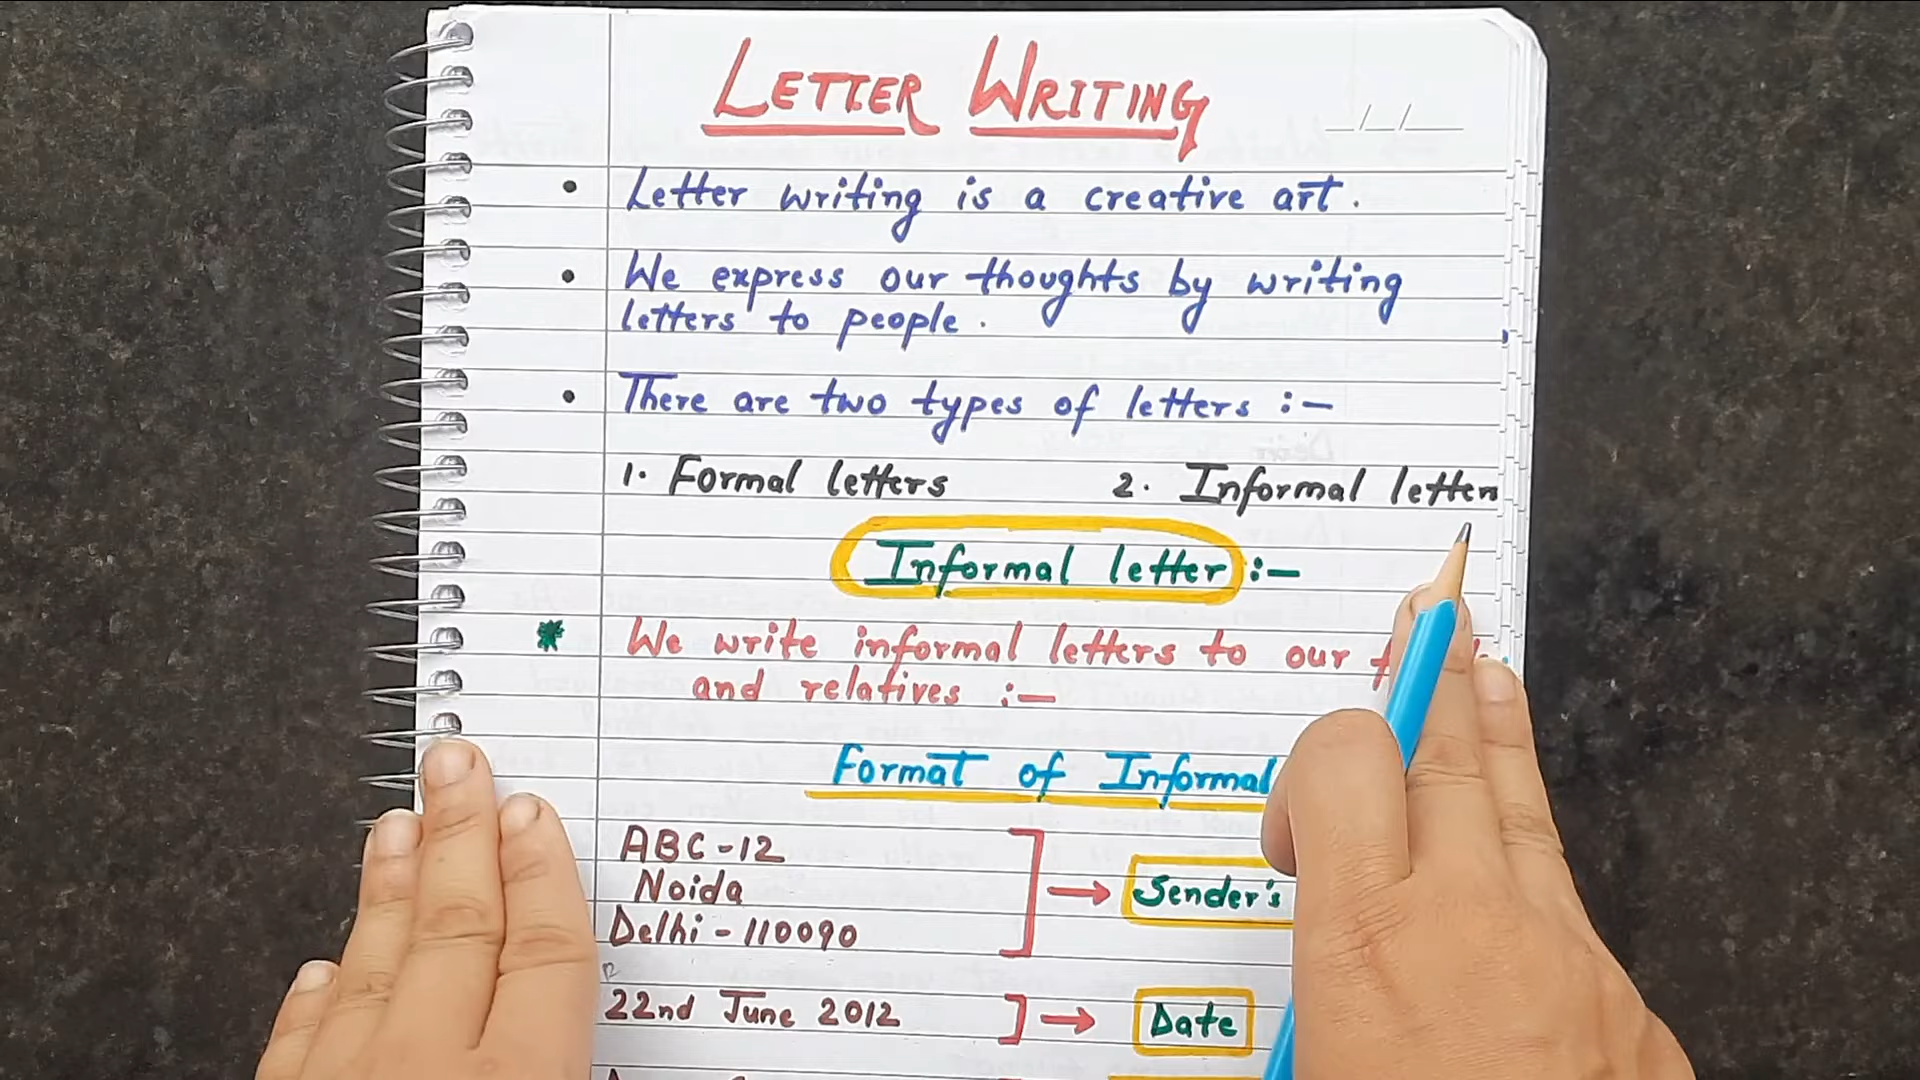 LETTER WRITING
• Letter writing is a creative art.
• We express our thoughts by writing
letters to people.
• There are two types of letters :-
1. Formal letters 2. Informal letters
Informal letter :-
* We write informal letters to our
and relatives :-
Format of Informal
ABC-12
Noida
Delhi - 110090
Sender's
22nd June 2012
Date